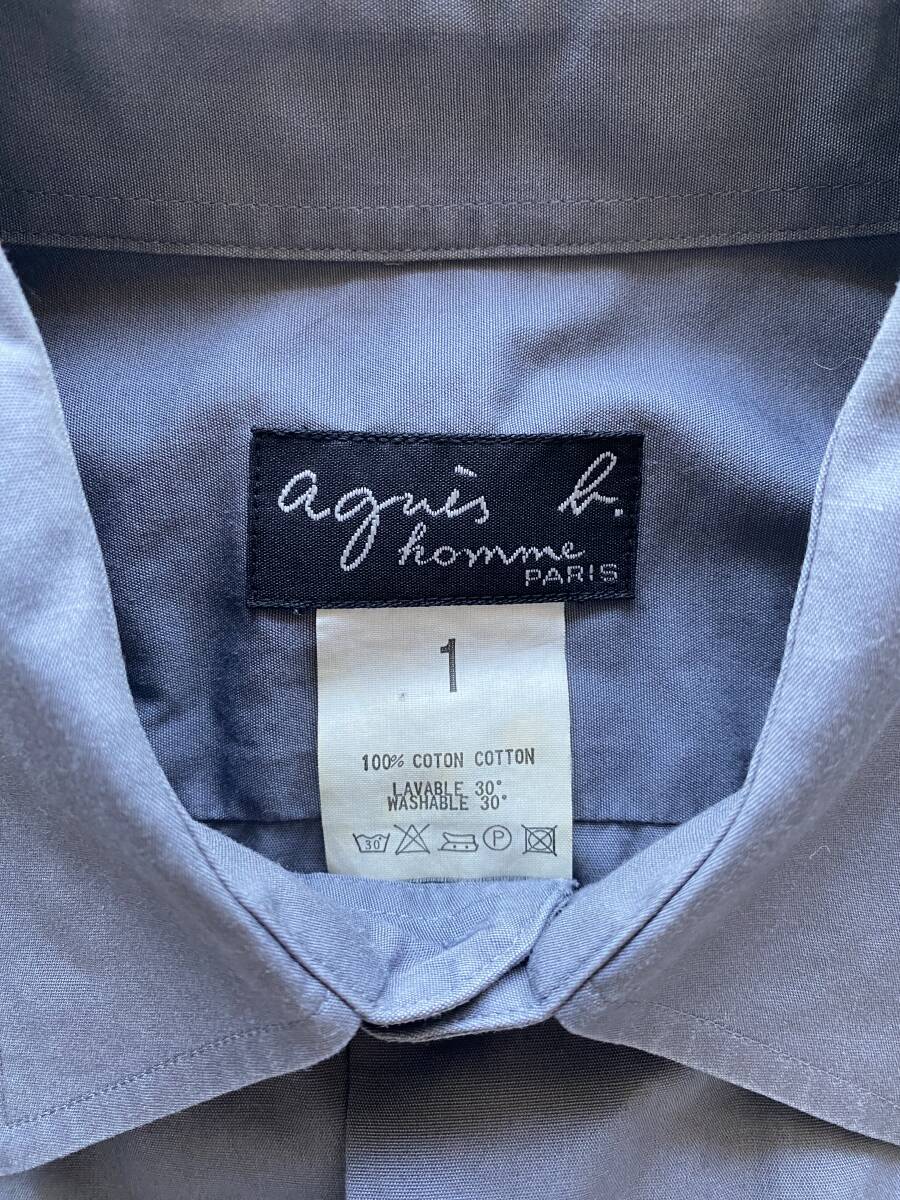 agnès b.
homme
PARIS
1
100% COTON COTTON
LAVABLE 30°
WASHABLE 30°
30° P